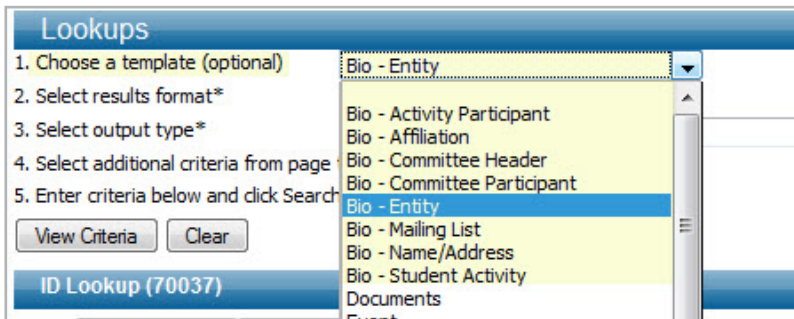 Lookups
1. Choose a template (optional)
Bio - Entity
2. Select results format*
3. Select output type*
4. Select additional criteria from page
5. Enter criteria below and click Search
View Criteria
Clear
ID Lookup (70037)
Bio - Activity Participant
Bio - Affiliation
Bio - Committee Header
Bio - Committee Participant
Bio - Entity
Bio - Mailing List
Bio - Name/Address
Bio - Student Activity
Documents